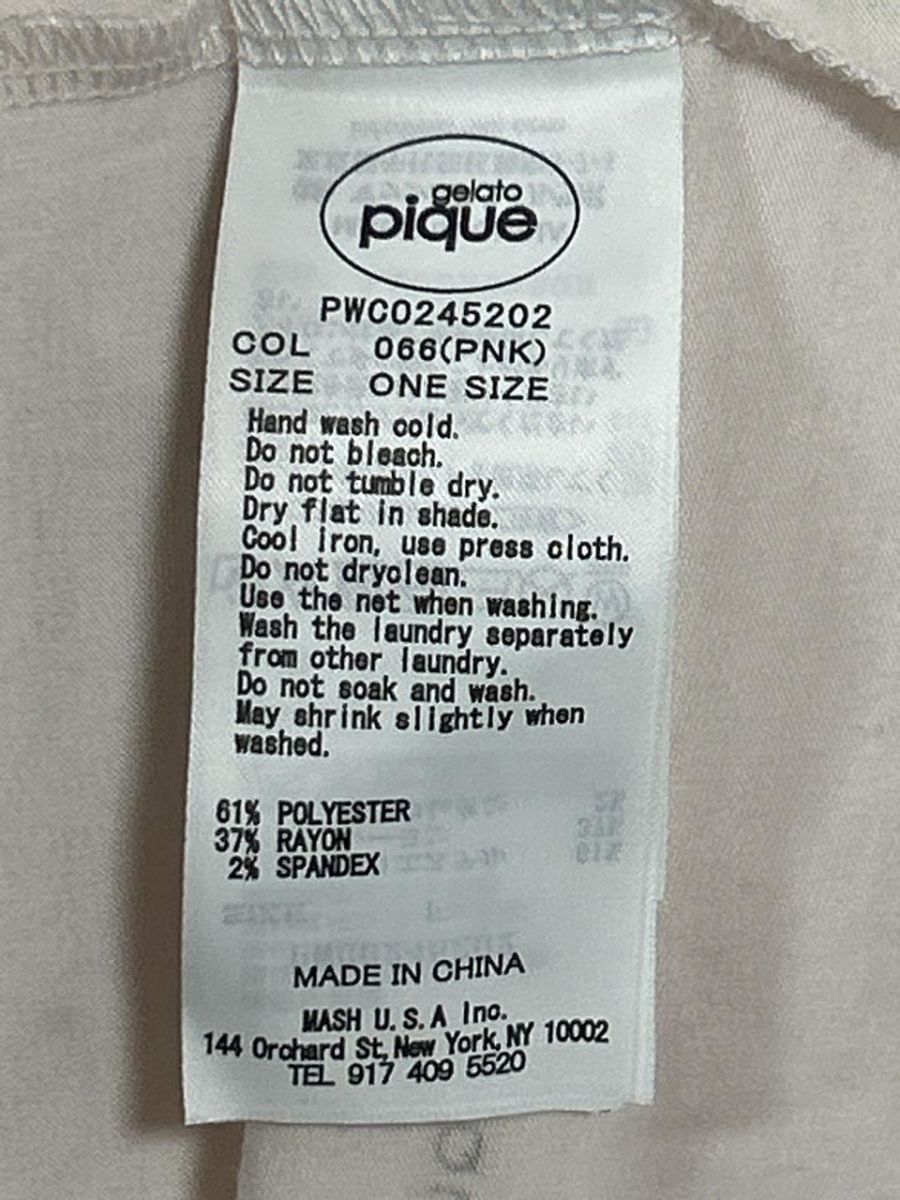 gelato
pique
PWCO245202
COL 066(PNK)
SIZE ONE SIZE
Hand wash cold.
Do not bleach.
Do not tumble dry.
Dry flat in shade.
Cool iron, use press cloth.
Do not dryclean.
Use the net when washing.
Wash the laundry separately
from other laundry.
Do not soak and wash.
May shrink slightly when
washed.
61% POLYESTER
37% RAYON
2% SPANDEX
MADE IN CHINA
MASH U.S.A Inc.
144 Orchard St, New York, NY 10002
TEL 917 409 5520